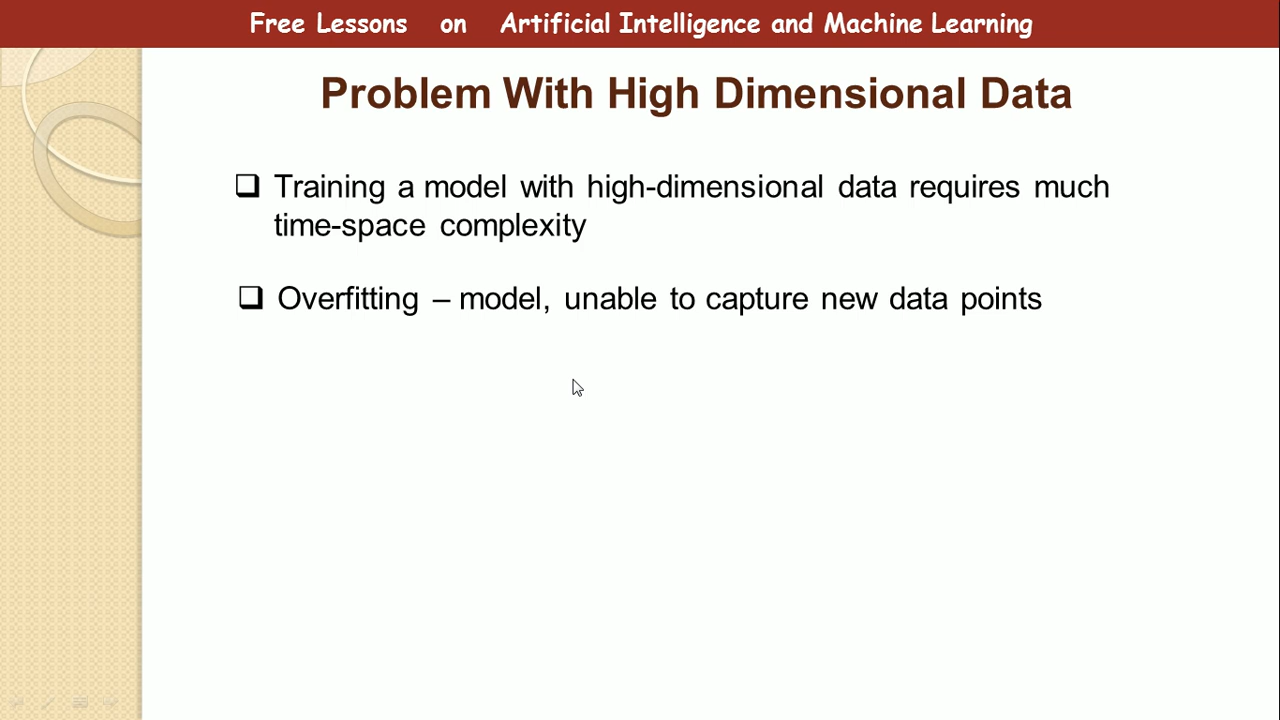 Free Lessons on Artificial Intelligence and Machine Learning
Problem With High Dimensional Data
❑ Training a model with high-dimensional data requires much
time-space complexity
❑ Overfitting – model, unable to capture new data points